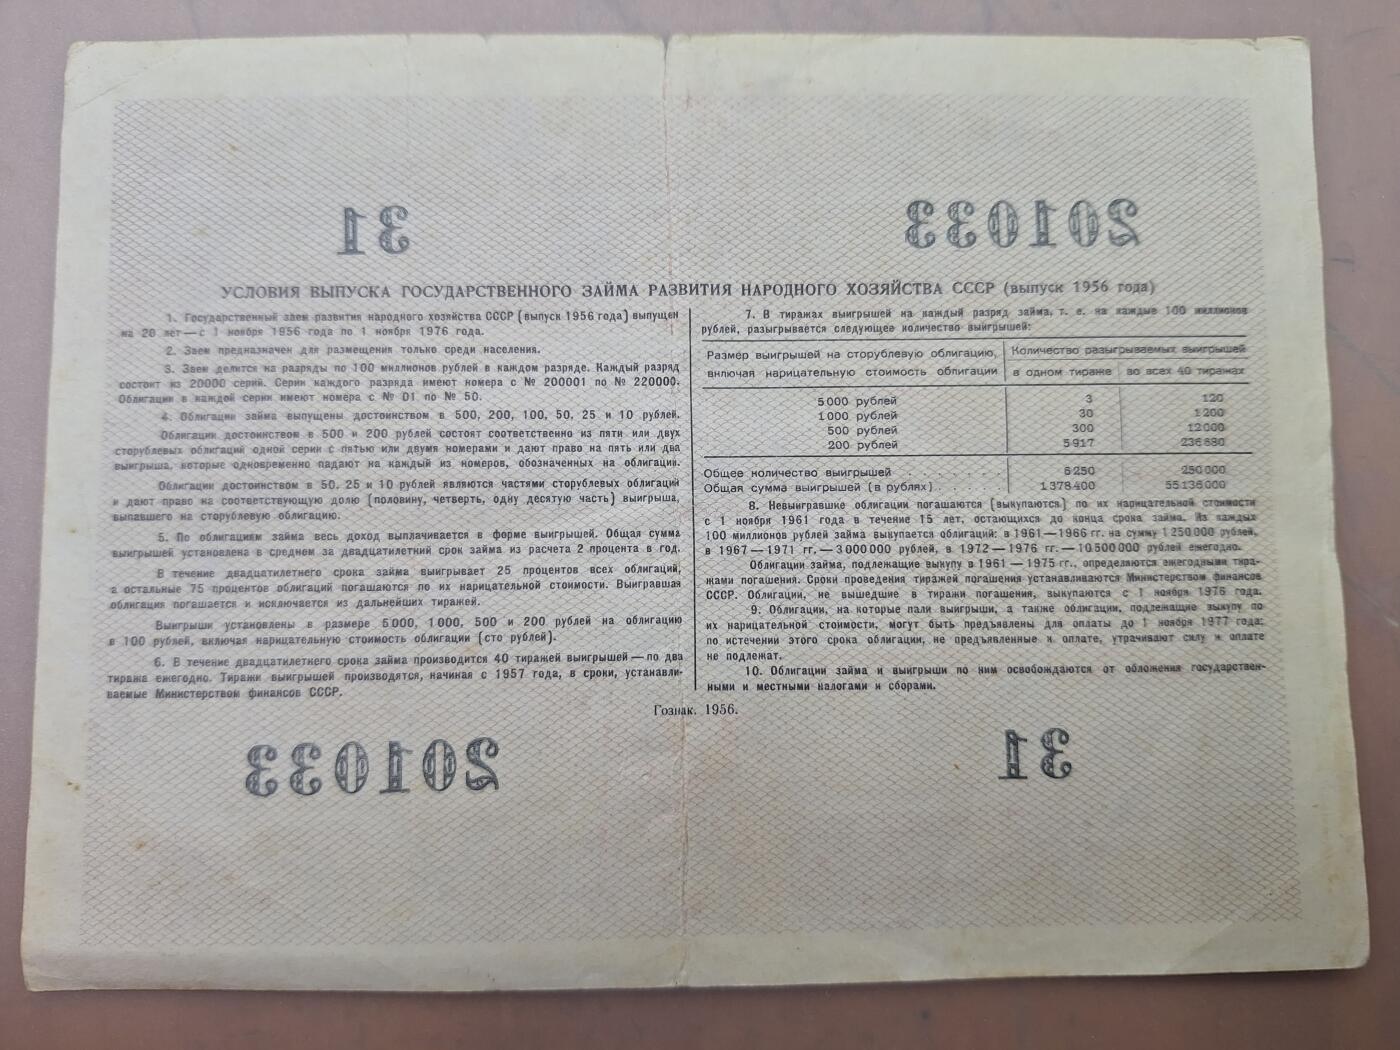 31 201033
УСЛОВИЯ ВЫПУСКА ГОСУДАРСТВЕННОГО ЗАЙМА РАЗВИТИЯ НАРОДНОГО ХОЗЯЙСТВА СССР (выпуск 1956 года)
1. Государственный заем развития народного хозяйства СССР (выпуск 1956 года) выпущен
на 20 лет — с 1 ноября 1956 года по 1 ноября 1976 года.
2. Заем предназначен для размещения только среди населения.
3. Заем делится на разряды по 100 миллионов рублей в каждом разряде. Каждый разряд
состоит из 20000 серий. Серии каждого разряда имеют номера с № 200001 по № 220000.
Облигации в каждой серии имеют номера с № 01 по № 50.
4. Облигации займа выпущены достоинством в 500, 200, 100, 50, 25 и 10 рублей.
Облигации достоинством в 500 и 200 рублей состоят соответственно из пяти или двух
сторублевых облигаций одной серии с пятью или двумя номерами и дают право на пять или два
выигрыша, которые одновременно падают на каждый из номеров, обозначенных на облигации.
Облигации достоинством в 50, 25 и 10 рублей являются частями сторублевых облигаций
и дают право на соответствующую долю (половину, четверть, одну десятую часть) выигрыша,
выпавшего на сторублевую облигацию.
5. По облигациям займа весь доход выплачивается в форме выигрышей. Общая сумма
выигрышей установлена в среднем за двадцатилетний срок займа из расчета 2 процента в год.
В течение двадцатилетнего срока займа выигрывает 25 процентов всех облигаций,
а остальные 75 процентов облигаций погашаются по их нарицательной стоимости. Выигравшая
облигация погашается и исключается из дальнейших тиражей.
Выигрыши установлены в размере 5000, 1000, 500 и 200 рублей на облигацию
в 100 рублей, включая нарицательную стоимость облигации (сто рублей).
6. В течение двадцатилетнего срока займа производится 40 тиражей выигрышей — по два
тиража ежегодно. Тиражи выигрышей производятся, начиная с 1957 года, в сроки, устанавли-
ваемые Министерством финансов СССР.
7. В тиражах выигрышей на каждый разряд займа, т. е. на каждые 100 миллионов
рублей, разыгрывается следующее количество выигрышей:
Размер выигрышей на сторублевую облигацию, Количество разыгрываемых выигрышей
включая нарицательную стоимость облигации в одном тираже во всех 40 тиражах
5000 рублей 3 120
1000 рублей 30 1200
500 рублей 300 12000
200 рублей 5917 236680
Общее количество выигрышей . . . . . . . . 6250 250000
Общая сумма выигрышей (в рублях) . . . . . 1378400 55136000
8. Невыигравшие облигации погашаются (выкупаются) по их нарицательной стоимости
с 1 ноября 1961 года в течение 15 лет, остающихся до конца срока займа. Из каждых
100 миллионов рублей займа выкупается облигаций: в 1961—1966 гг. на сумму 1250000 рублей,
в 1967 — 1971 гг. — 3000000 рублей, в 1972 — 1976 гг. — 10500000 рублей ежегодно.
Облигации займа, подлежащие выкупу в 1961 — 1975 гг., определяются ежегодными тира-
жами погашения. Сроки проведения тиражей погашения устанавливаются Министерством финансов
СССР. Облигации, не вышедшие в тиражи погашения, выкупаются с 1 ноября 1976 года.
9. Облигации, на которые пали выигрыши, а также облигации, подлежащие выкупу по
их нарицательной стоимости, могут быть предъявлены для оплаты до 1 ноября 1977 года;
по истечении этого срока облигации, не предъявленные к оплате, утрачивают силу и оплате
не подлежат.
10. Облигации займа и выигрыши по ним освобождаются от обложения государствен-
ными и местными налогами и сборами.
Гознак. 1956.
201033 31